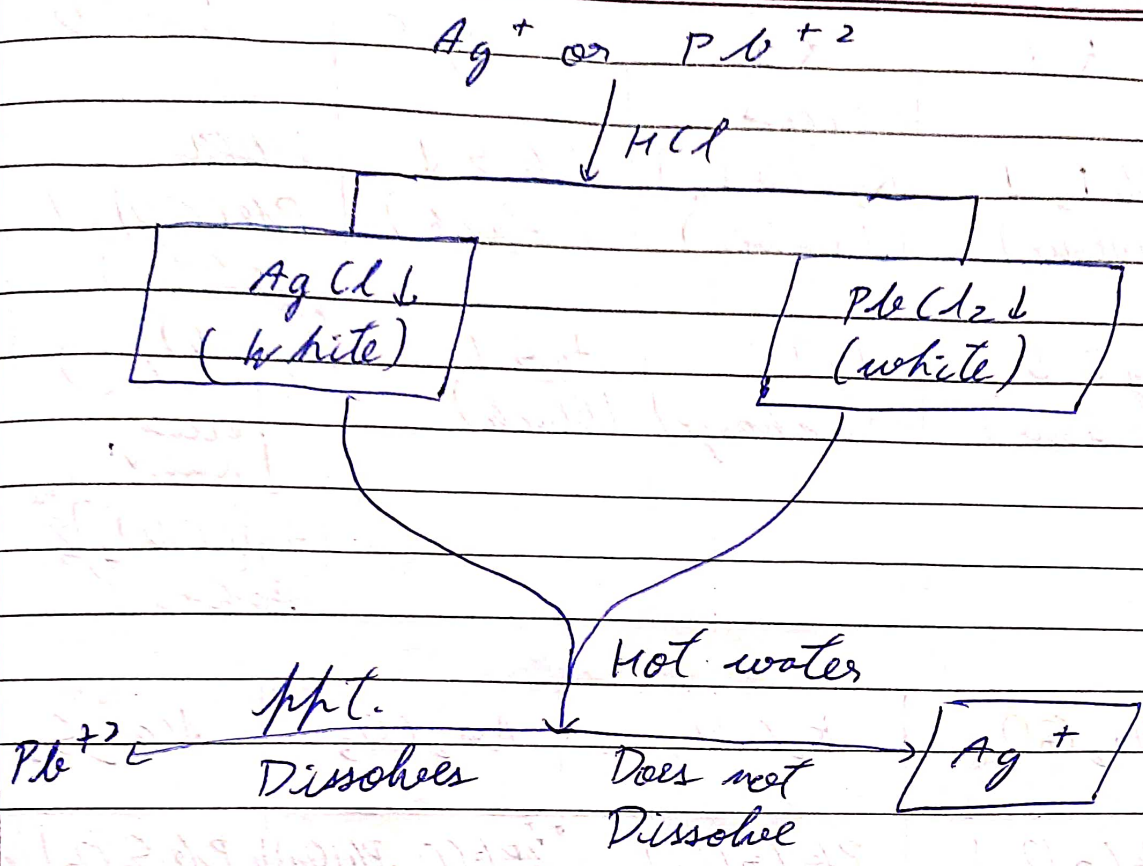 Ag⁺ or Pb⁺²
HCl
AgCl↓
(White)
PbCl₂↓
(white)
Hot water
ppt.
Pb⁺²
Dissolves
Does not
Dissolve
Ag⁺